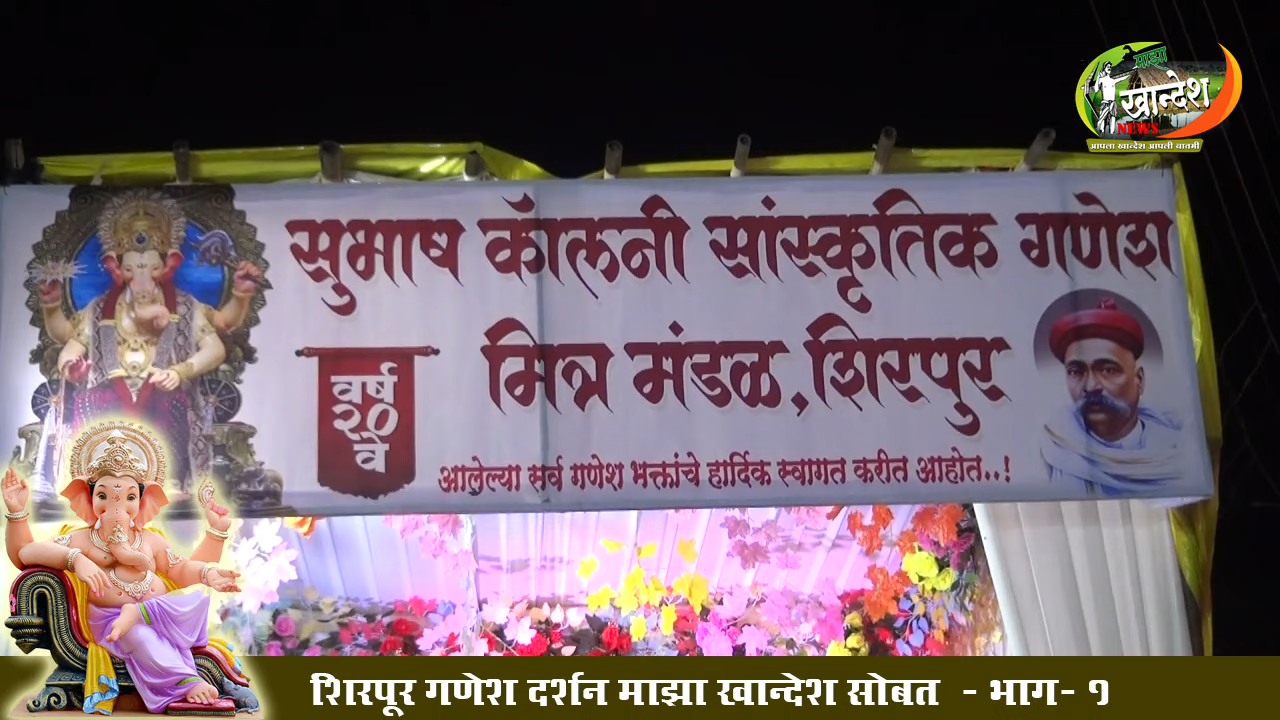 माझा
खान्देश
NEWS
आपला खान्देश आपली बातमी
सुभाष कॉलनी सांस्कृतिक गणेश
मित्र मंडळ, शिरपुर
वर्ष
२०
वे
आलेल्या सर्व गणेश भक्तांचे हार्दिक स्वागत करीत आहोत..!
शिरपूर गणेश दर्शन माझा खान्देश सोबत - भाग- १